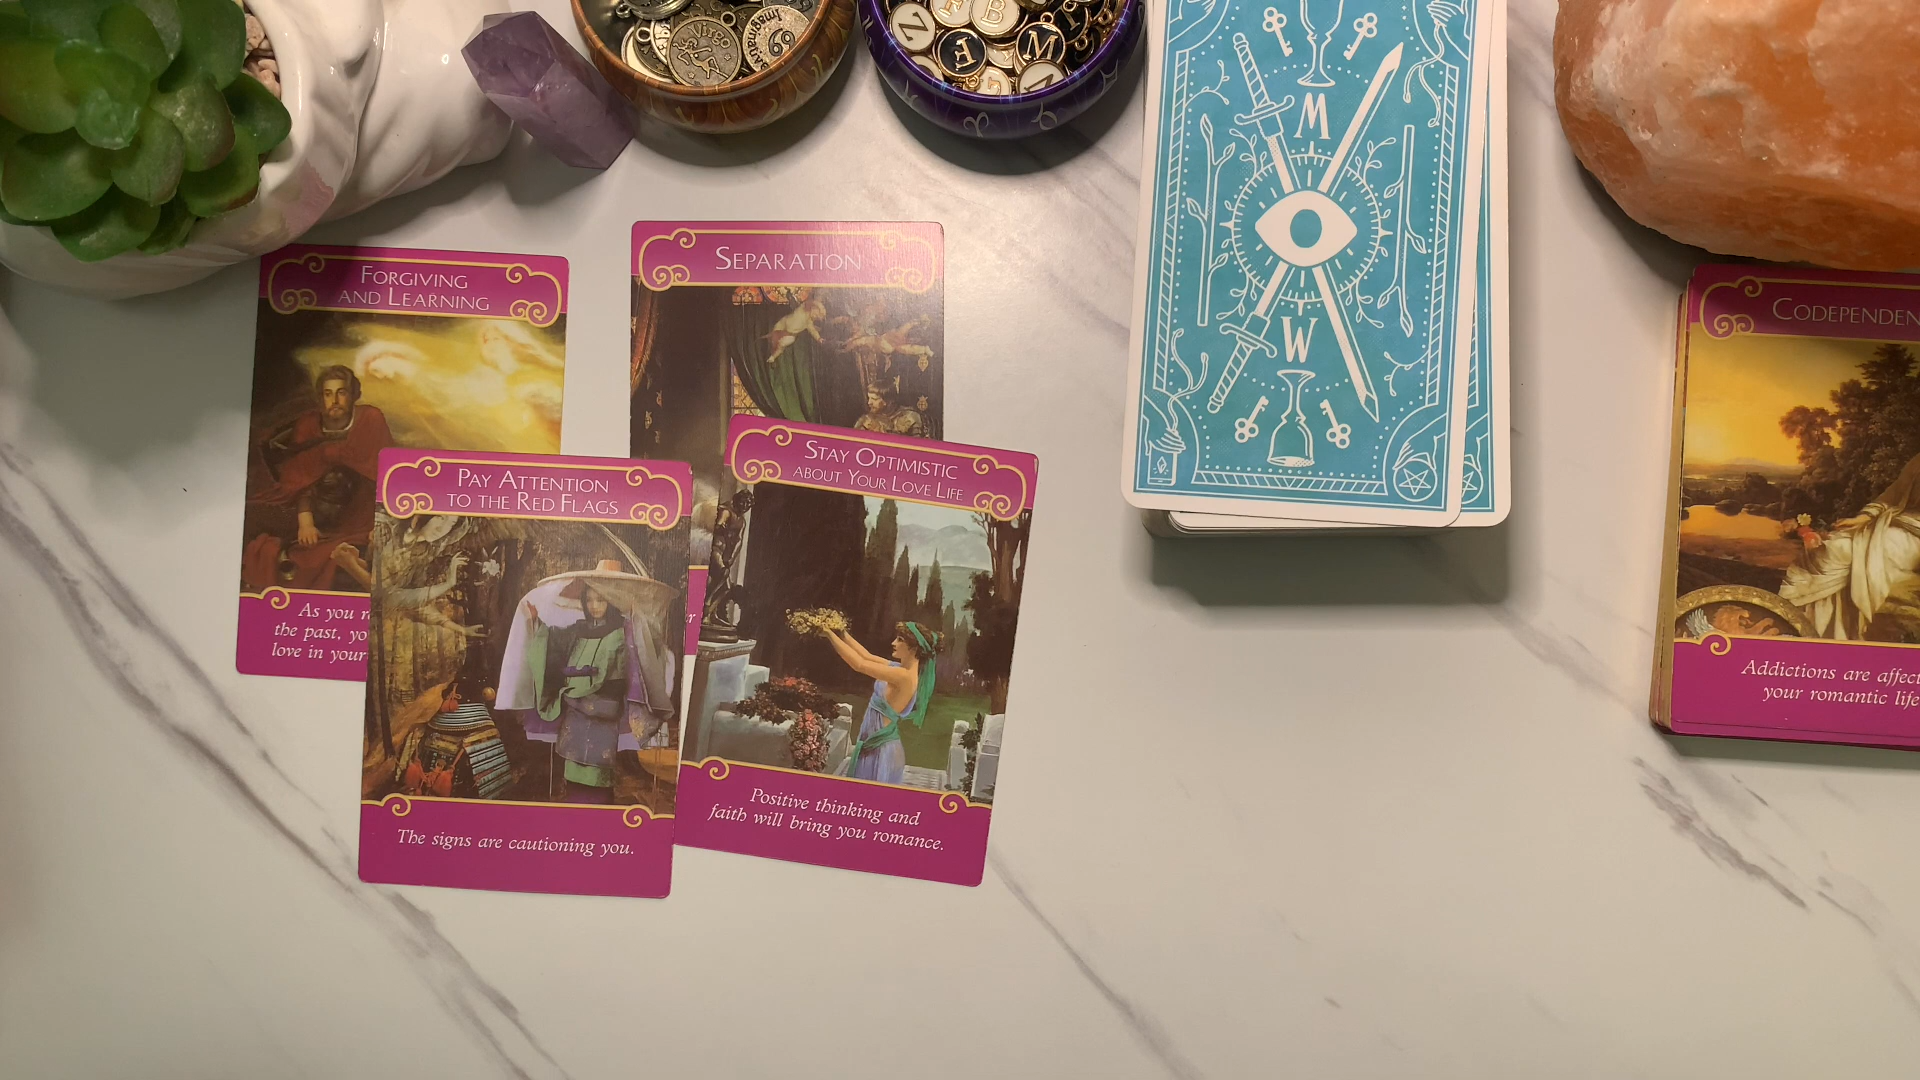 Virgo
Imagination
Z
B
F
M
M
W
FORGIVING
AND LEARNING
As you r
the past, yo
love in your
SEPARATION
r
PAY ATTENTION
TO THE RED FLAGS
The signs are cautioning you.
STAY OPTIMISTIC
ABOUT YOUR LOVE LIFE
Positive thinking and
faith will bring you romance.
CODEPENDEN
Addictions are affect
your romantic life